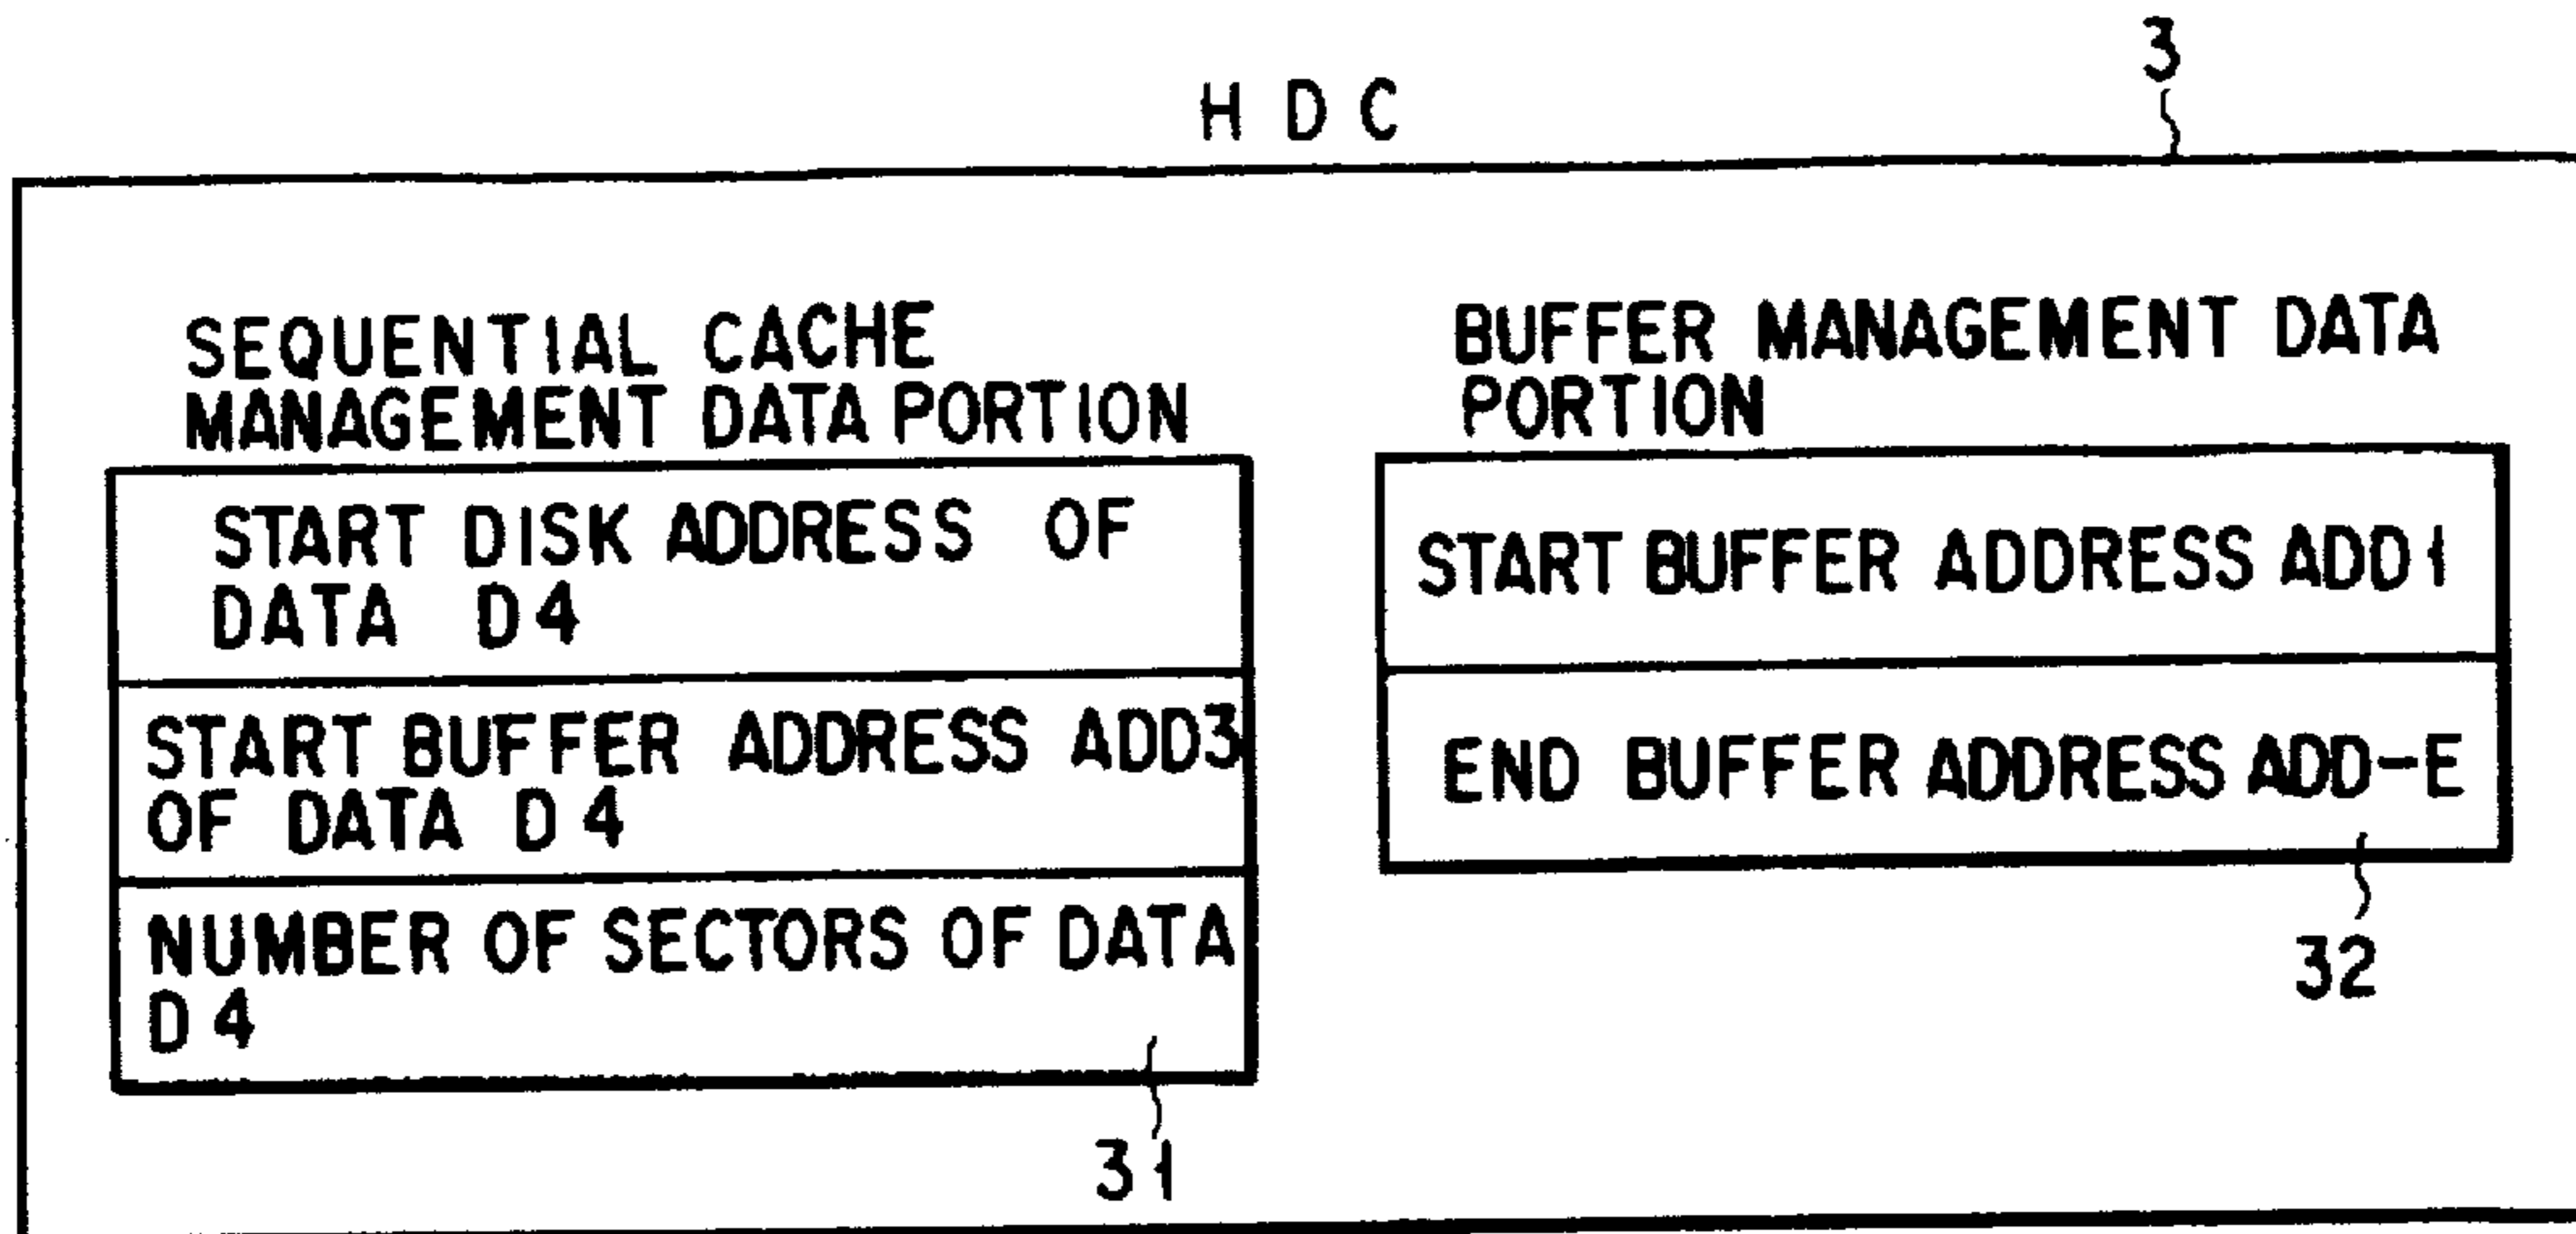 3
H D C
SEQUENTIAL CACHE
MANAGEMENT DATA PORTION
START DISK ADDRESS OF
DATA D4
START BUFFER ADDRESS ADD3
OF DATA D4
NUMBER OF SECTORS OF DATA
D4
31
BUFFER MANAGEMENT DATA
PORTION
START BUFFER ADDRESS ADD1
END BUFFER ADDRESS ADD-E
32